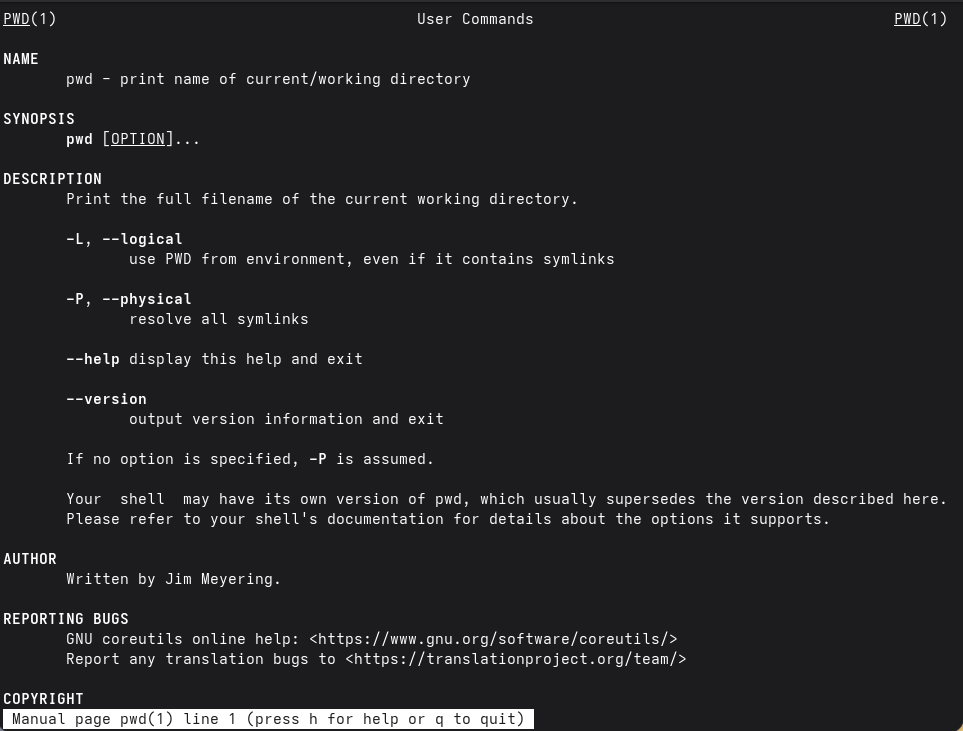 PWD(1) User Commands PWD(1)
NAME
pwd - print name of current/working directory
SYNOPSIS
pwd [OPTION]...
DESCRIPTION
Print the full filename of the current working directory.
-L, --logical
use PWD from environment, even if it contains symlinks
-P, --physical
resolve all symlinks
--help display this help and exit
--version
output version information and exit
If no option is specified, -P is assumed.
Your  shell  may have its own version of pwd, which usually supersedes the version described here.
Please refer to your shell's documentation for details about the options it supports.
AUTHOR
Written by Jim Meyering.
REPORTING BUGS
GNU coreutils online help: <https://www.gnu.org/software/coreutils/>
Report any translation bugs to <https://translationproject.org/team/>
COPYRIGHT
Manual page pwd(1) line 1 (press h for help or q to quit)